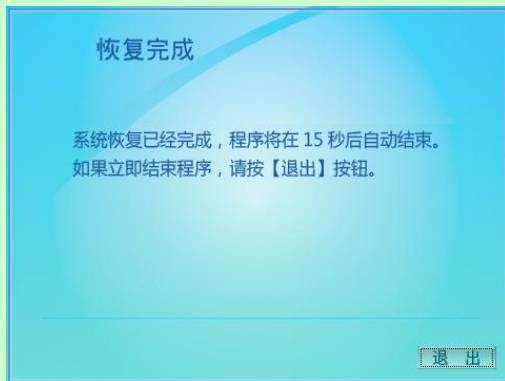 恢复完成
系统恢复已经完成，程序将在 15 秒后自动结束。
如果立即结束程序，请按【退出】按钮。
退 出